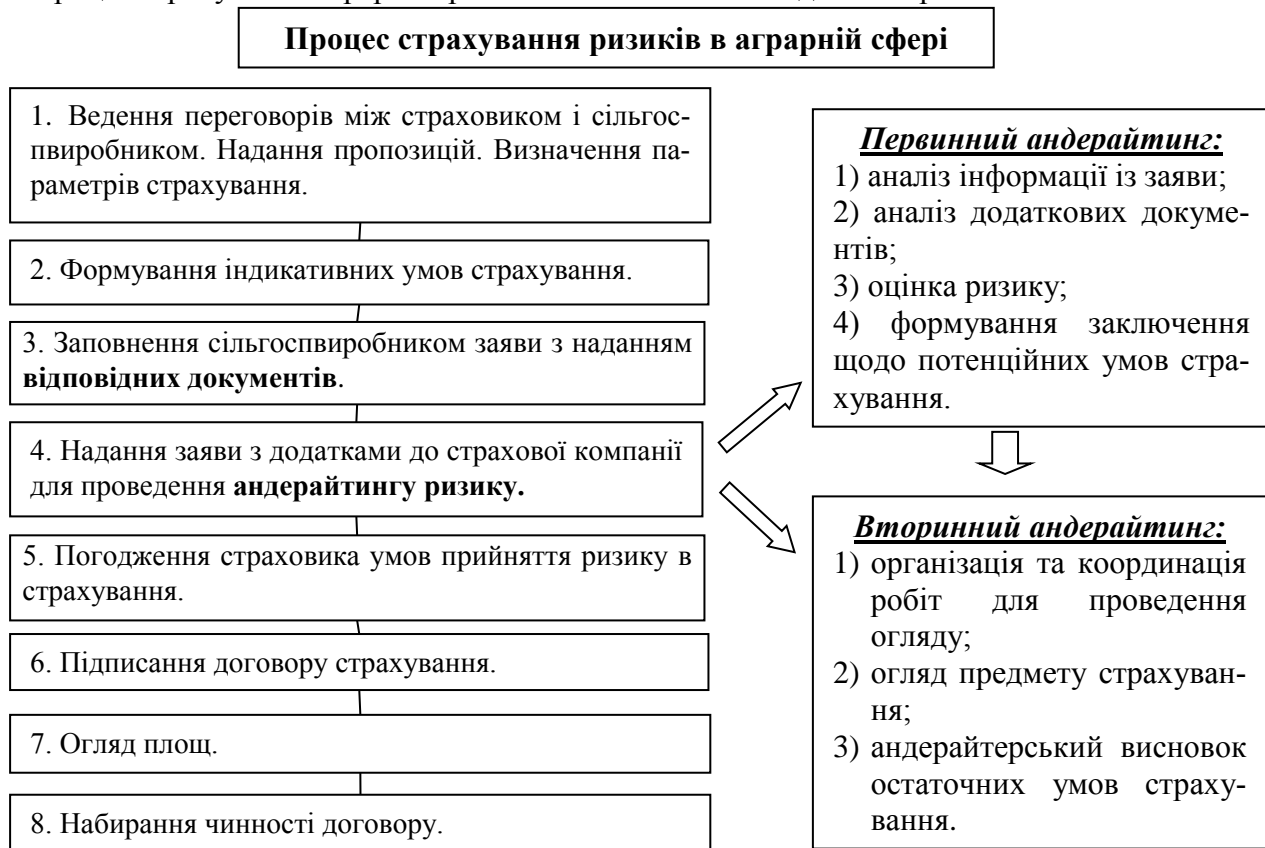 Процес страхування ризиків в аграрній сфері
1. Ведення переговорів між страховиком і сільгос-
пвиробником. Надання пропозицій. Визначення па-
раметрів страхування.
2. Формування індикативних умов страхування.
3. Заповнення сільгоспвиробником заяви з наданням
відповідних документів.
4. Надання заяви з додатками до страхової компанії
для проведення андерайтингу ризику.
5. Погодження страховика умов прийняття ризику в
страхування.
6. Підписання договору страхування.
7. Огляд площ.
8. Набирання чинності договору.
Первинний андерайтинг:
1) аналіз інформації із заяви;
2) аналіз додаткових докуме-
нтів;
3) оцінка ризику;
4) формування заключення
щодо потенційних умов стра-
хування.
Вторинний андерайтинг:
1) організація та координація
робіт для проведення
огляду;
2) огляд предмету страхуван-
ня;
3) андерайтерський висновок
остаточних умов страху-
вання.